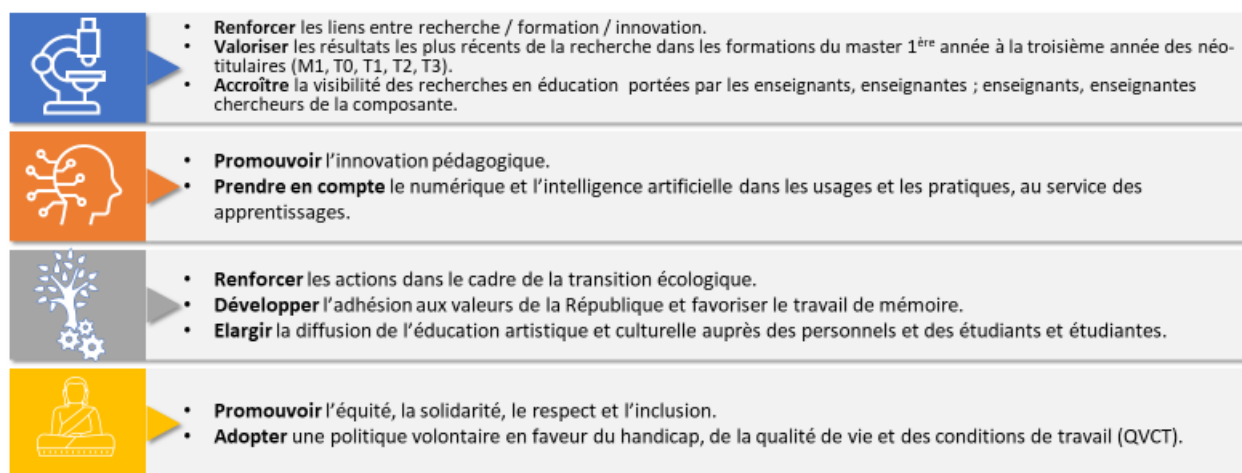 • Renforcer les liens entre recherche / formation / innovation.
• Valoriser les résultats les plus récents de la recherche dans les formations du master 1ère année à la troisième année des néo-
titulaires (M1, T0, T1, T2, T3).
• Accroître la visibilité des recherches en éducation portées par les enseignants, enseignantes ; enseignants, enseignantes
chercheurs de la composante.
• Promouvoir l'innovation pédagogique.
• Prendre en compte le numérique et l'intelligence artificielle dans les usages et les pratiques, au service des
apprentissages.
• Renforcer les actions dans le cadre de la transition écologique.
• Développer l'adhésion aux valeurs de la République et favoriser le travail de mémoire.
• Elargir la diffusion de l'éducation artistique et culturelle auprès des personnels et des étudiants et étudiantes.
• Promouvoir l'équité, la solidarité, le respect et l'inclusion.
• Adopter une politique volontaire en faveur du handicap, de la qualité de vie et des conditions de travail (QVCT).